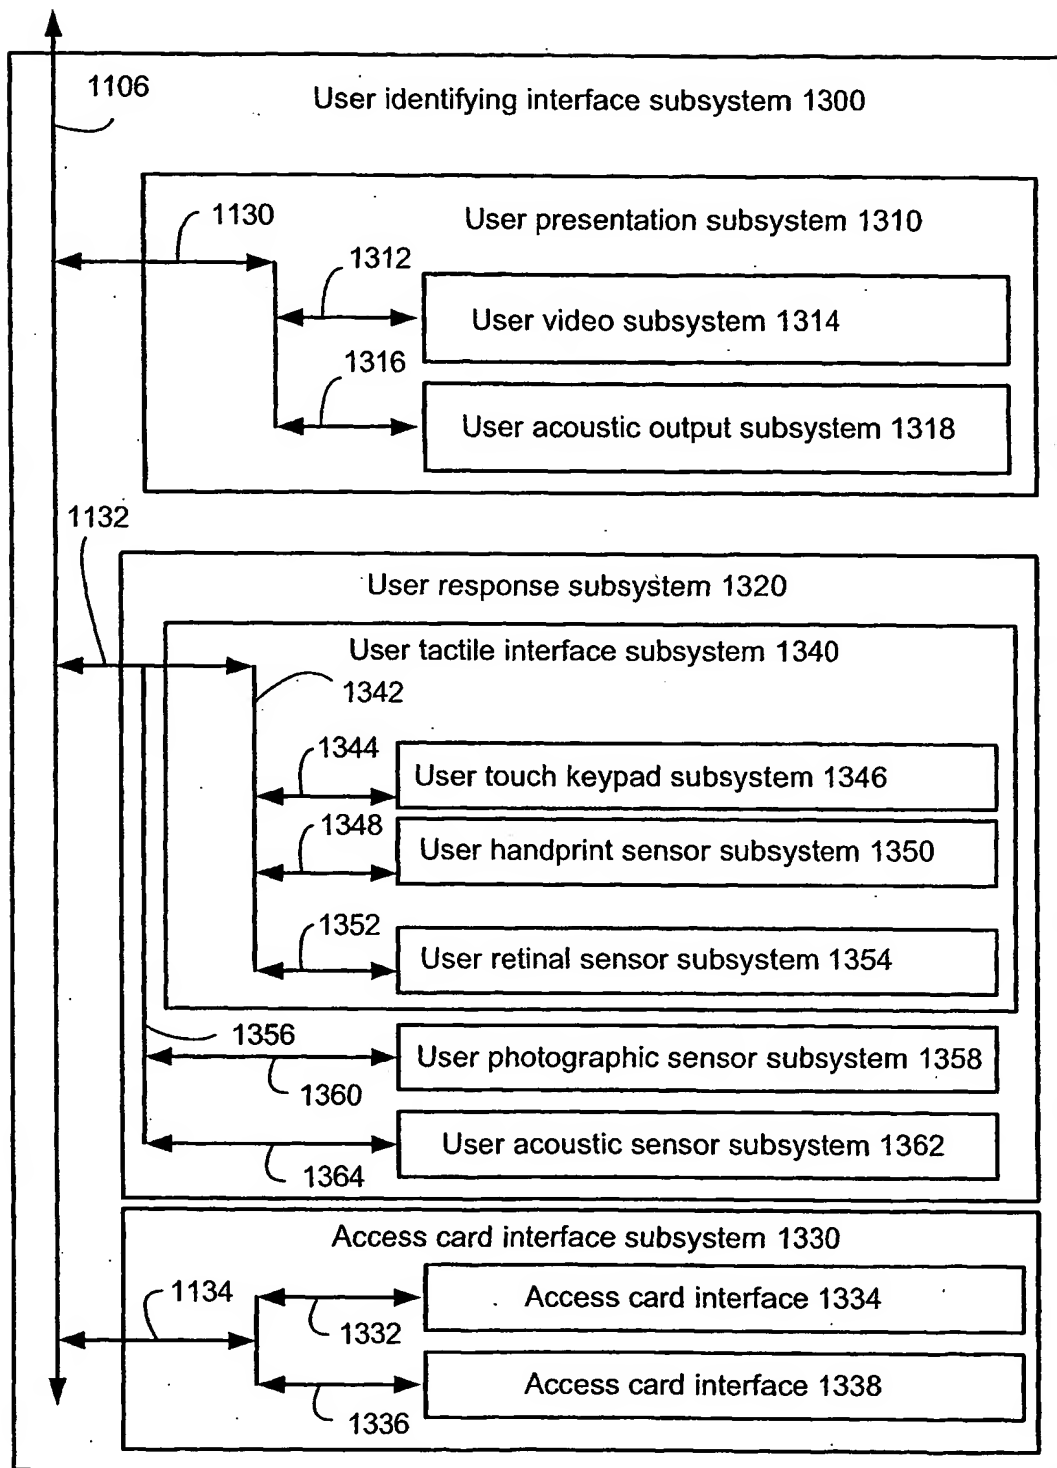 1106
User identifying interface subsystem 1300
1130
User presentation subsystem 1310
1312
User video subsystem 1314
1316
User acoustic output subsystem 1318
1132
User response subsystem 1320
User tactile interface subsystem 1340
1342
1344
User touch keypad subsystem 1346
1348
User handprint sensor subsystem 1350
1352
User retinal sensor subsystem 1354
1356
User photographic sensor subsystem 1358
1360
User acoustic sensor subsystem 1362
1364
Access card interface subsystem 1330
1134
Access card interface 1334
1332
Access card interface 1338
1336